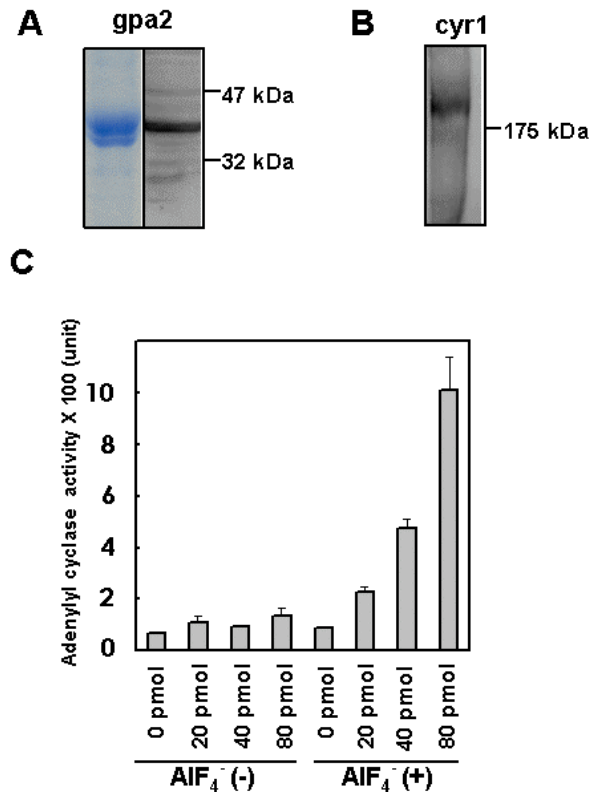 A
gpa2
47 kDa
32 kDa
B
cyr1
175 kDa
C
Adenylyl cyclase activity X 100 (unit)
10
8
6
4
2
0
0 pmol
20 pmol
40 pmol
80 pmol
0 pmol
20 pmol
40 pmol
80 pmol
AlF4- (-)
AlF4- (+)